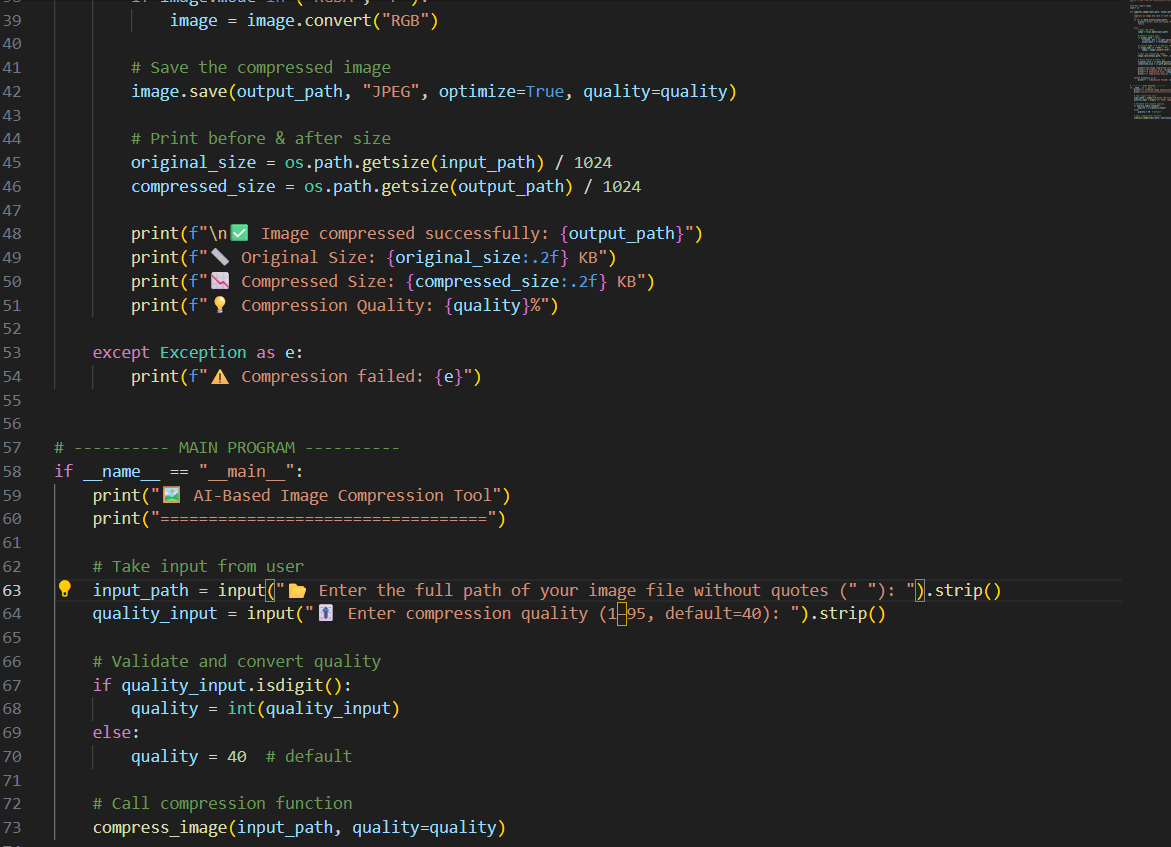 38 if image.mode in ("RGBA", "P"):
39 image = image.convert("RGB")
40
41 # Save the compressed image
42 image.save(output_path, "JPEG", optimize=True, quality=quality)
43
44 # Print before & after size
45 original_size = os.path.getsize(input_path) / 1024
46 compressed_size = os.path.getsize(output_path) / 1024
47
48 print(f"\n✅ Image compressed successfully: {output_path}")
49 print(f"📏 Original Size: {original_size:.2f} KB")
50 print(f"📉 Compressed Size: {compressed_size:.2f} KB")
51 print(f"💡 Compression Quality: {quality}%")
52
53 except Exception as e:
54 print(f"⚠️ Compression failed: {e}")
55
56
57 # ---------- MAIN PROGRAM ----------
58 if __name__ == "__main__":
59 print("🖼️ AI-Based Image Compression Tool")
60 print("==================================")
61
62 # Take input from user
63 input_path = input("📂 Enter the full path of your image file without quotes (" "): ").strip()
64 quality_input = input("🎚️ Enter compression quality (1–95, default=40): ").strip()
65
66 # Validate and convert quality
67 if quality_input.isdigit():
68 quality = int(quality_input)
69 else:
70 quality = 40 # default
71
72 # Call compression function
73 compress_image(input_path, quality=quality)